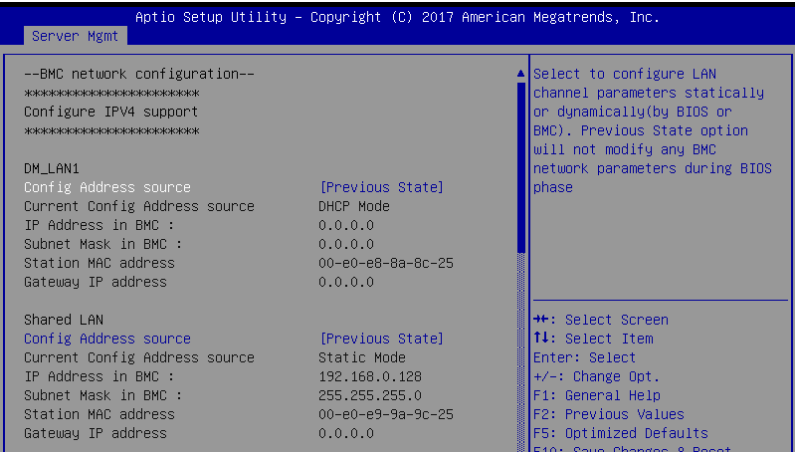 Aptio Setup Utility – Copyright (C) 2017 American Megatrends, Inc.
Server Mgmt
--BMC network configuration--
**************************
Configure IPV4 support
**************************
DM_LAN1
Config Address source [Previous State]
Current Config Address source DHCP Mode
IP Address in BMC : 0.0.0.0
Subnet Mask in BMC : 0.0.0.0
Station MAC address 00-e0-e8-8a-8c-25
Gateway IP address 0.0.0.0
Shared LAN
Config Address source [Previous State]
Current Config Address source Static Mode
IP Address in BMC : 192.168.0.128
Subnet Mask in BMC : 255.255.255.0
Station MAC address 00-e0-e9-9a-9c-25
Gateway IP address 0.0.0.0
Select to configure LAN
channel parameters statically
or dynamically(by BIOS or
BMC). Previous State option
will not modify any BMC
network parameters during BIOS
phase
→←: Select Screen
↑↓: Select Item
Enter: Select
+/-: Change Opt.
F1: General Help
F2: Previous Values
F5: Optimized Defaults
F10: Save Changes & Reset